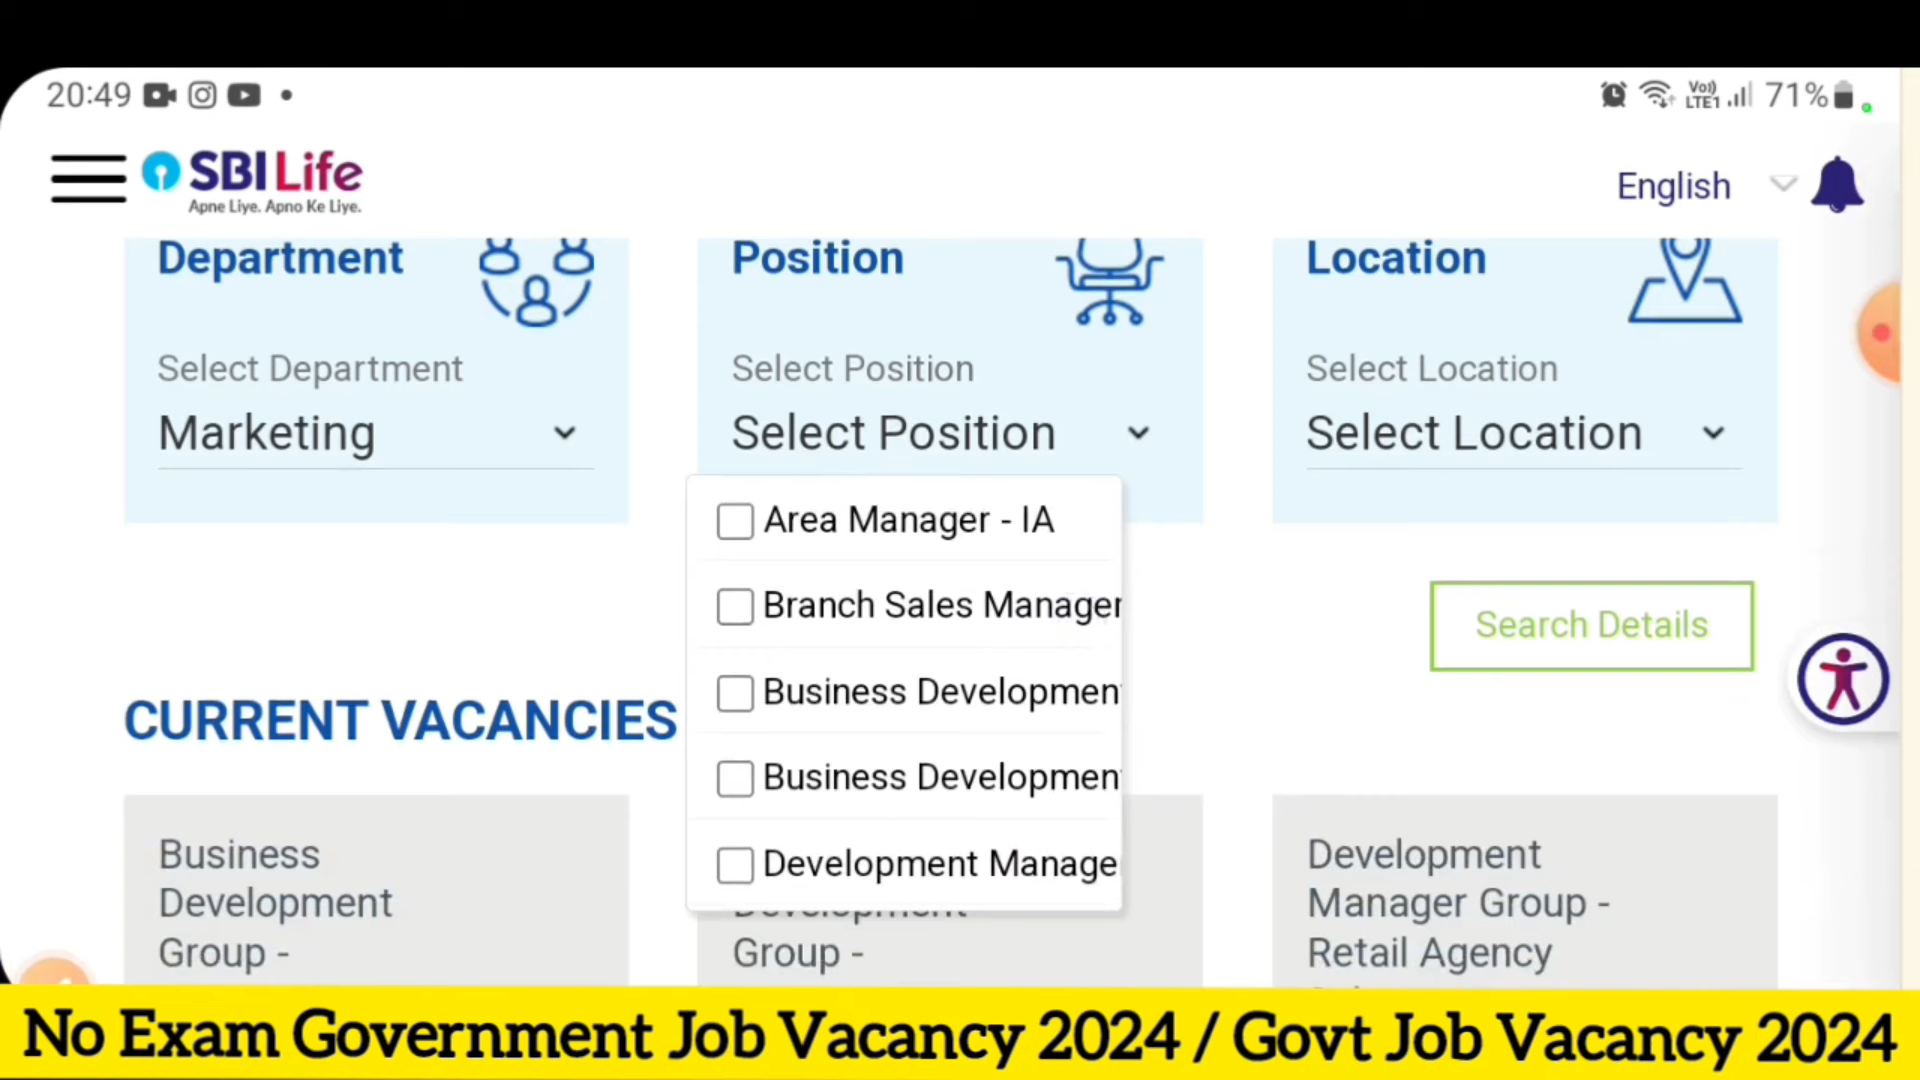 20:49
Vo) LTE1 71%
SBI Life
Apne Liye. Apno Ke Liye.
English
Department
Select Department
Marketing
Position
Select Position
Select Position
Location
Select Location
Select Location
Area Manager - IA
Branch Sales Manager
Business Developmen
Business Developmen
Development Manage
Search Details
CURRENT VACANCIES
Business
Development
Group -
Group -
Development
Manager Group -
Retail Agency
No Exam Government Job Vacancy 2024 / Govt Job Vacancy 2024